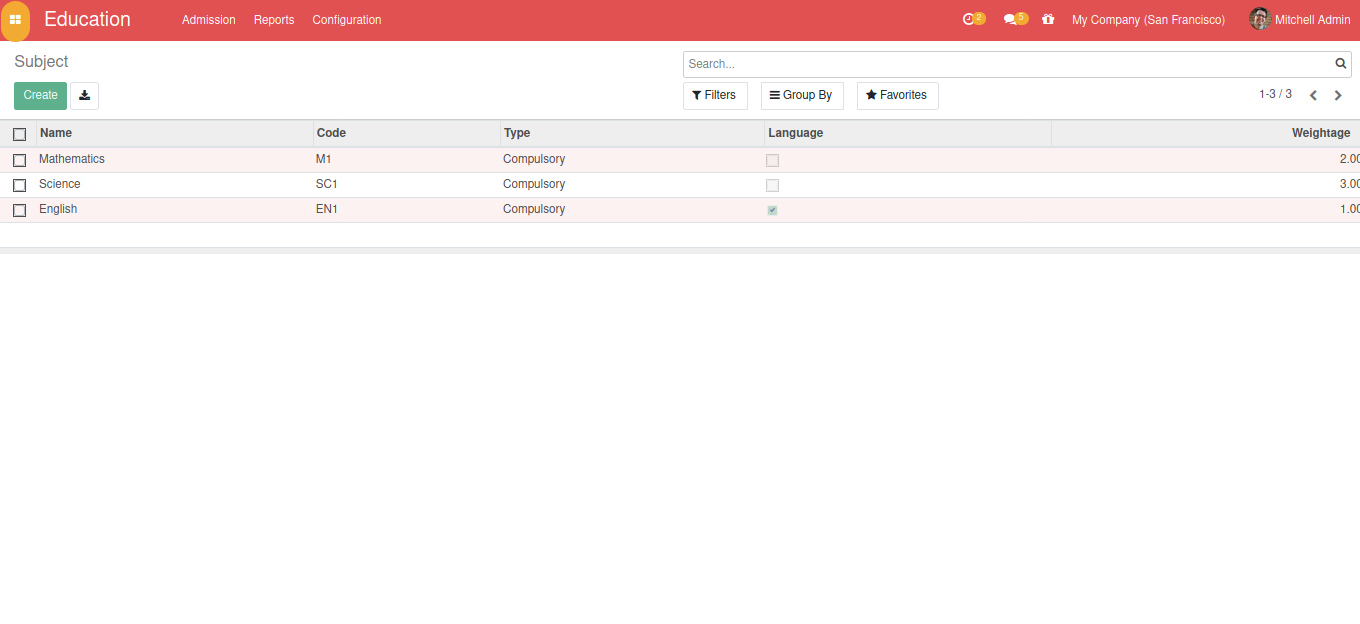 Education Admission Reports Configuration 2 5 My Company (San Francisco) Mitchell Admin
Subject
Search...
Create Filters Group By Favorites 1-3 / 3
Name Code Type Language Weightage
Mathematics M1 Compulsory 2.00
Science SC1 Compulsory 3.00
English EN1 Compulsory 1.00